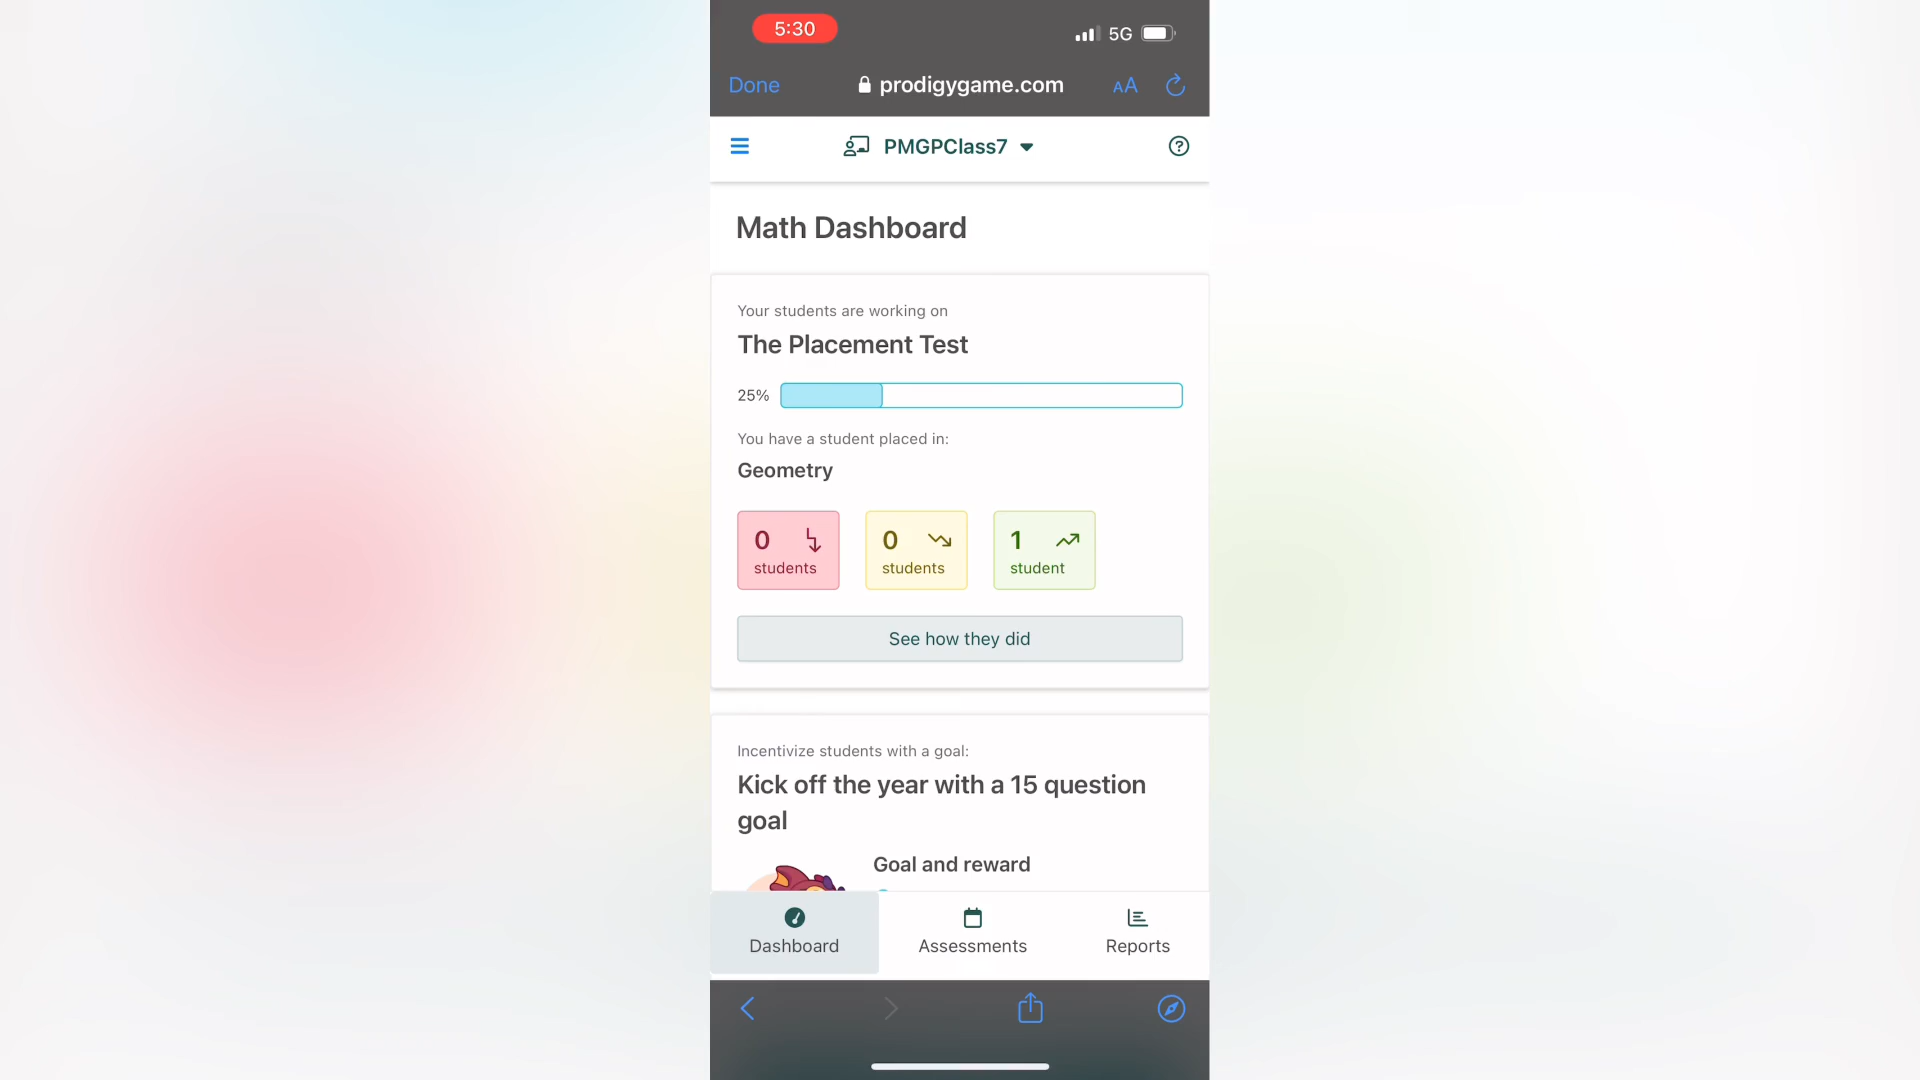 5:30
5G
Done
prodigygame.com
AA
PMGPClass7
Math Dashboard
Your students are working on
The Placement Test
25%
You have a student placed in:
Geometry
0
students
0
students
1
student
See how they did
Incentivize students with a goal:
Kick off the year with a 15 question
goal
Goal and reward
Dashboard
Assessments
Reports